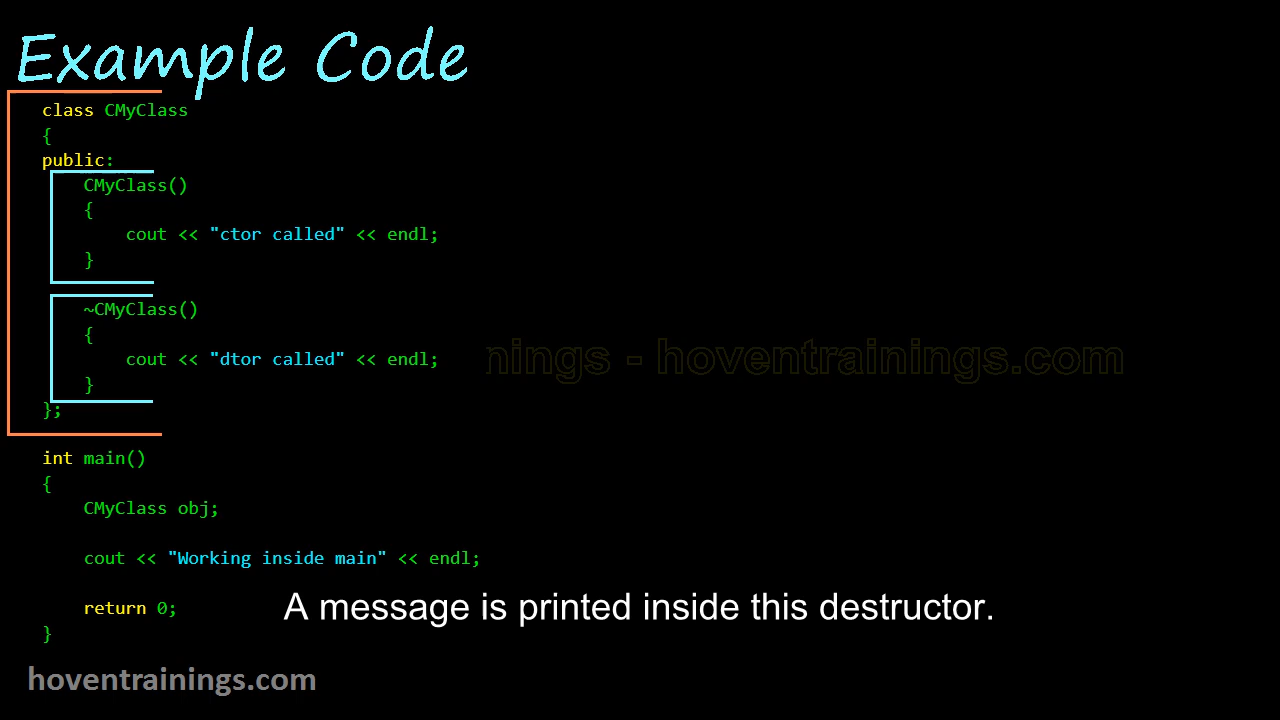 Example Code
class CMyClass
{
public:
CMyClass()
{
cout << "ctor called" << endl;
}
~CMyClass()
{
cout << "dtor called" << endl;
}
};
nings - hoventrainings.com
int main()
{
CMyClass obj;
cout << "Working inside main" << endl;
return 0;
}
A message is printed inside this destructor.
hoventrainings.com